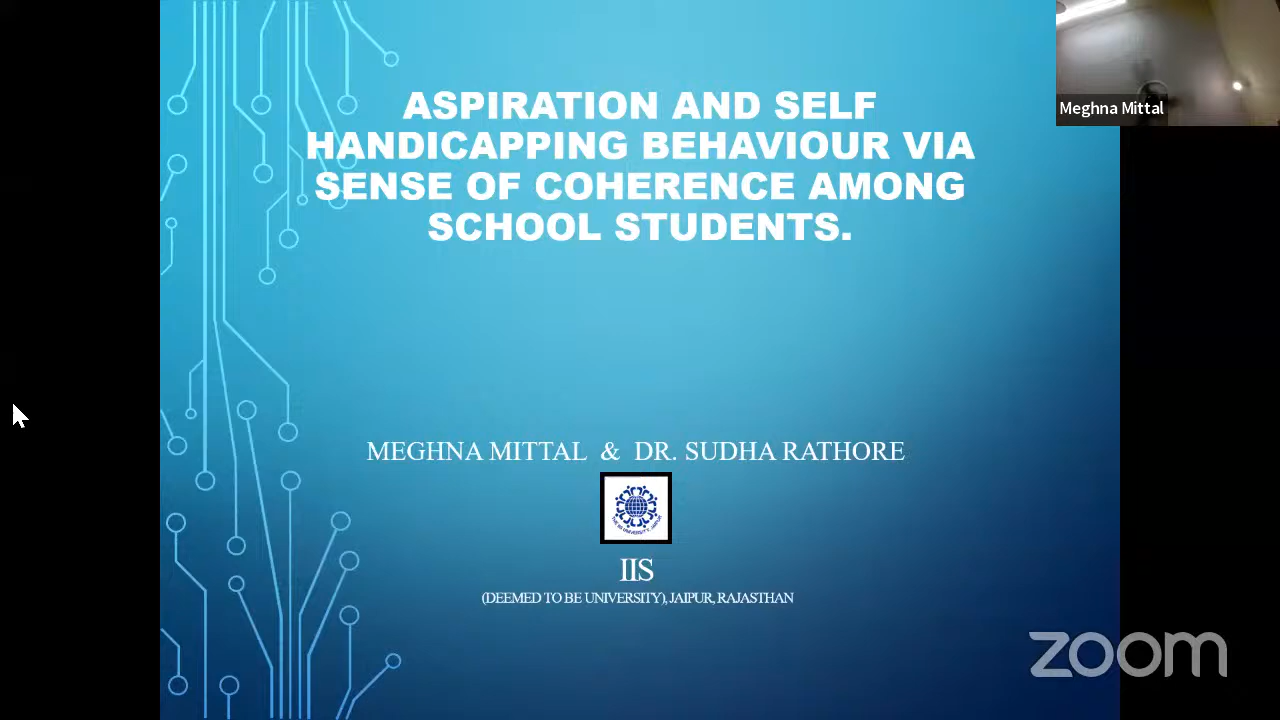 ASPIRATION AND SELF
HANDICAPPING BEHAVIOUR VIA
SENSE OF COHERENCE AMONG
SCHOOL STUDENTS.
Meghna Mittal
MEGHNA MITTAL & DR. SUDHA RATHORE
IIS
(DEEMED TO BE UNIVERSITY), JAIPUR, RAJASTHAN
zoom